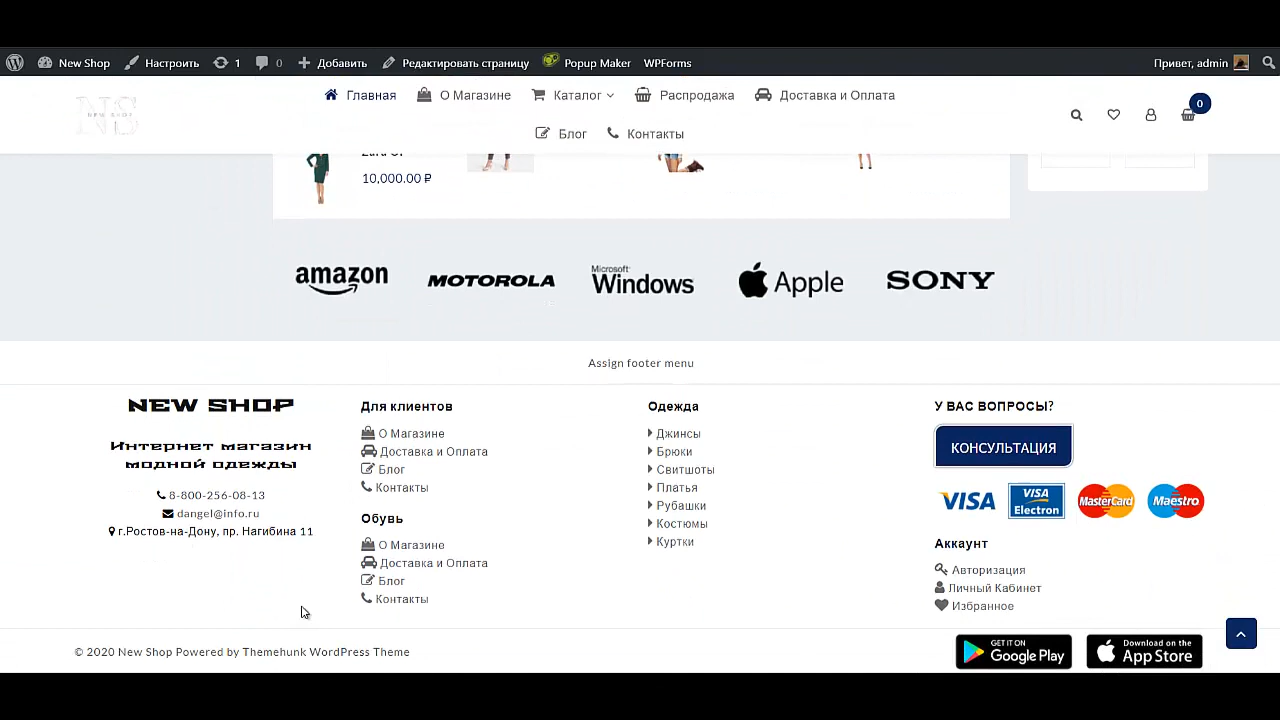 New Shop
Настроить
1
0
Добавить
Редактировать страницу
Popup Maker
WPForms
Привет, admin
NS
NEW SHOP
Главная
О Магазине
Каталог
Распродажа
Доставка и Оплата
Блог
Контакты
0
10,000.00 ₽
amazon
MOTOROLA
Microsoft
Windows
Apple
SONY
Assign footer menu
NEW SHOP
Интернет магазин
модной одежды
8-800-256-08-13
dangel@info.ru
г.Ростов-на-Дону, пр. Нагибина 11
Для клиентов
О Магазине
Доставка и Оплата
Блог
Контакты
Обувь
О Магазине
Доставка и Оплата
Блог
Контакты
Одежда
Джинсы
Брюки
Свитшоты
Платья
Рубашки
Костюмы
Куртки
У ВАС ВОПРОСЫ?
КОНСУЛЬТАЦИЯ
VISA
VISA
Electron
MasterCard
Maestro
Аккаунт
Авторизация
Личный Кабинет
Избранное
© 2020 New Shop Powered by Themehunk WordPress Theme
GET IT ON
Google Play
Download on the
App Store